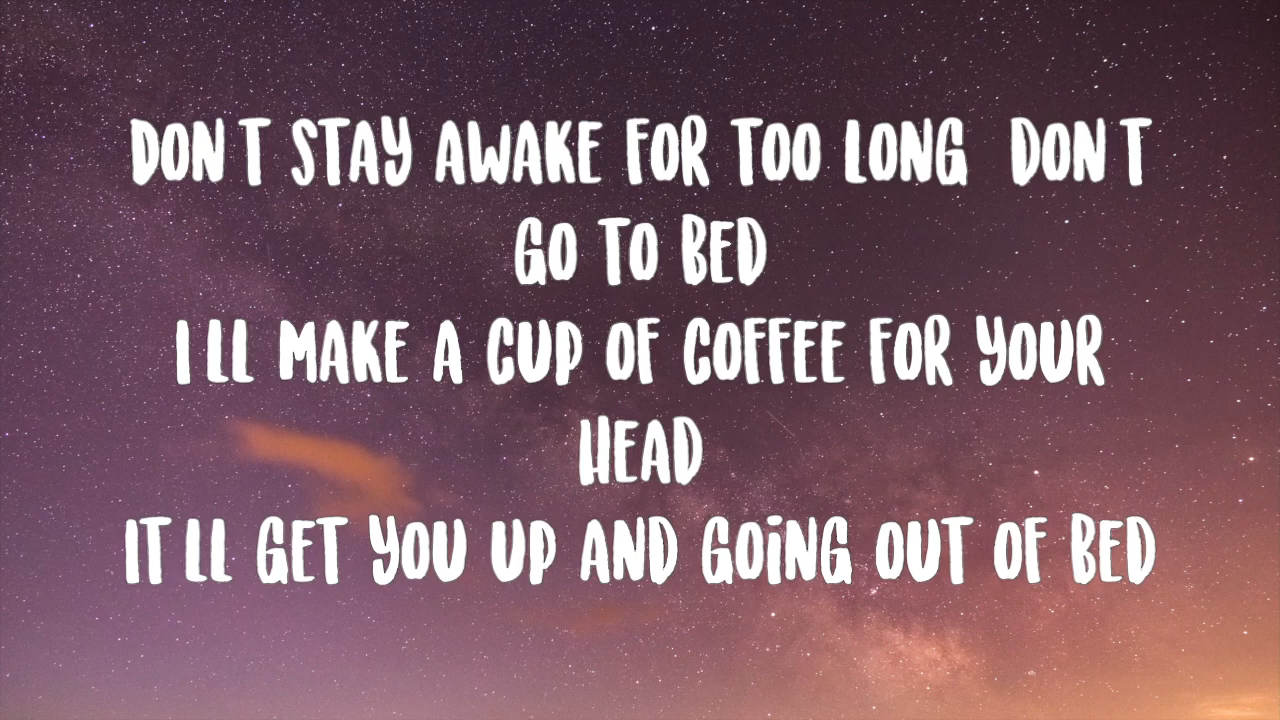 DON T STAY AWAKE FOR TOO LONG  DON T
GO TO BED
I LL MAKE A CUP OF COFFEE FOR YOUR
HEAD
IT LL GET YOU UP AND GOING OUT OF BED